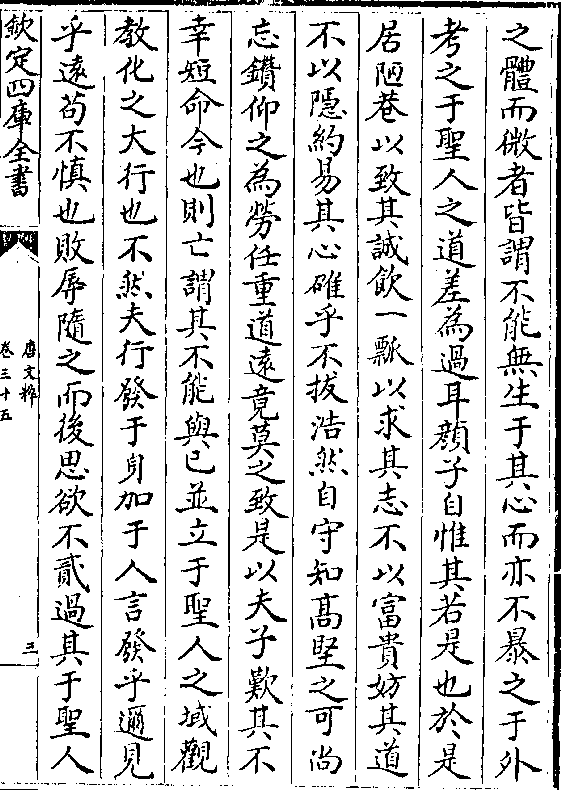 之體而微者皆謂不能無生于其心而亦不暴之于外
考之于聖人之道差為過耳顏子自惟其若是也於是
居陋巷以致其誠飲一瓢以求其志不以富貴妨其道
不以隱約易其心確乎不拔浩然自守知髙堅之可尚
忘鑽仰之為勞任重道遠竟莫之致是以夫子歎其不
幸短命今也則亡謂其不能與已並立于聖人之域觀
教化之大行也不然夫行發于身加于人言發乎邇見
乎遠苟不慎也敗辱隨之而後思欲不貳過其于聖人
欽定四庫全書
唐文粹
卷三十五
三